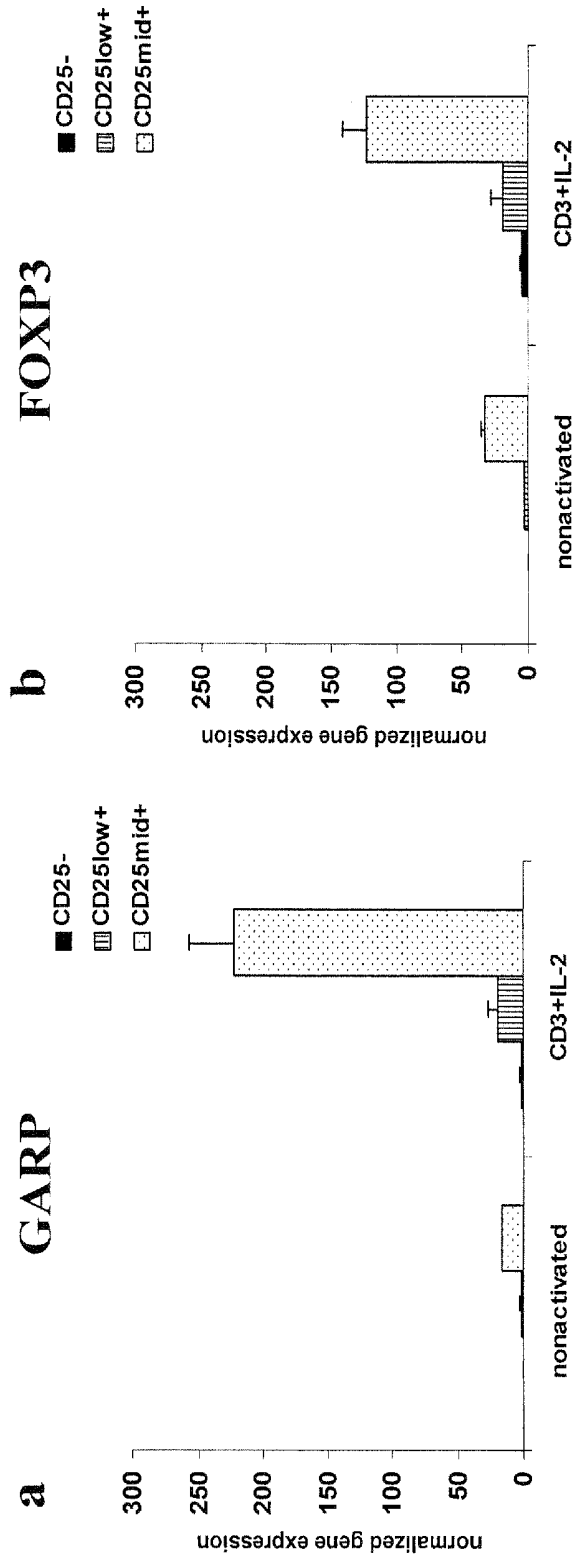 a
GARP
CD25-
CD25low+
CD25mid+
normalized gene expression
300
250
200
150
100
50
0
nonactivated
CD3+IL-2
b
FOXP3
CD25-
CD25low+
CD25mid+
normalized gene expression
300
250
200
150
100
50
0
nonactivated
CD3+IL-2